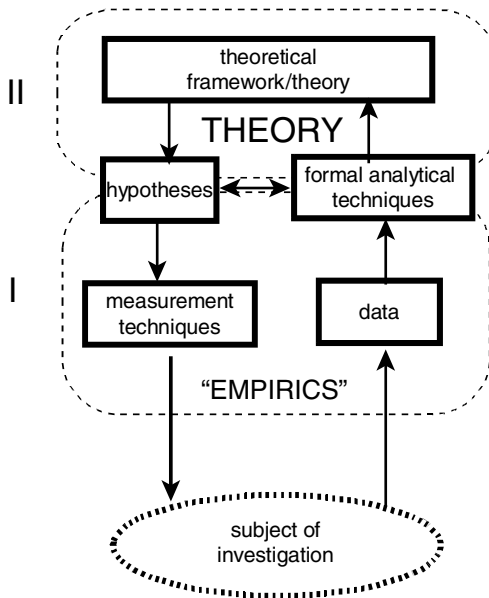 theoretical
framework/theory
II
THEORY
hypotheses
formal analytical
techniques
I
measurement
techniques
data
“EMPIRICS”
subject of
investigation